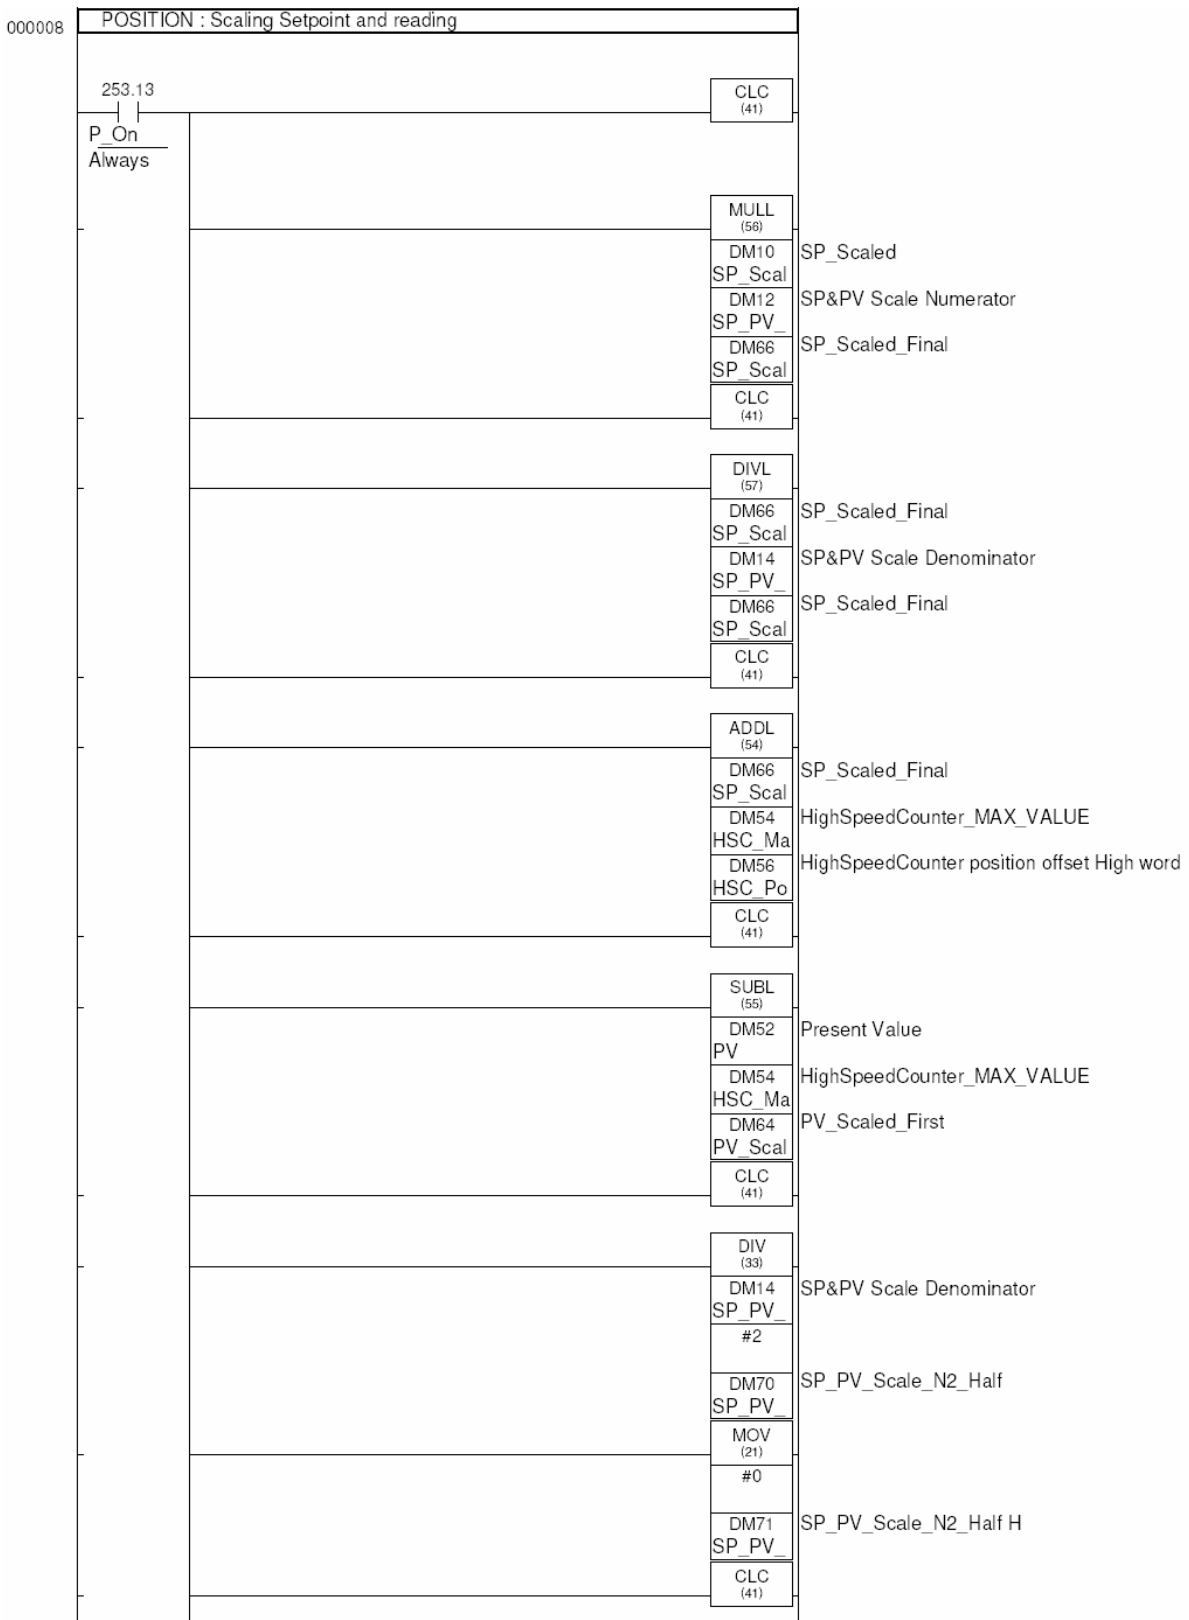 000008
POSITION : Scaling Setpoint and reading
253.13
P_On
Always
CLC
(41)
MULL
(56)
DM10
SP_Scal
SP_Scaled
DM12
SP_PV_
SP&PV Scale Numerator
DM66
SP_Scal
SP_Scaled_Final
CLC
(41)
DIVL
(57)
DM66
SP_Scal
SP_Scaled_Final
DM14
SP_PV_
SP&PV Scale Denominator
DM66
SP_Scal
SP_Scaled_Final
CLC
(41)
ADDL
(54)
DM66
SP_Scal
SP_Scaled_Final
DM54
HSC_Ma
HighSpeedCounter_MAX_VALUE
DM56
HSC_Po
HighSpeedCounter position offset High word
CLC
(41)
SUBL
(55)
DM52
PV
Present Value
DM54
HSC_Ma
HighSpeedCounter_MAX_VALUE
DM64
PV_Scal
PV_Scaled_First
CLC
(41)
DIV
(33)
DM14
SP_PV_
SP&PV Scale Denominator
#2
DM70
SP_PV_
SP_PV_Scale_N2_Half
MOV
(21)
#0
DM71
SP_PV_
SP_PV_Scale_N2_Half H
CLC
(41)